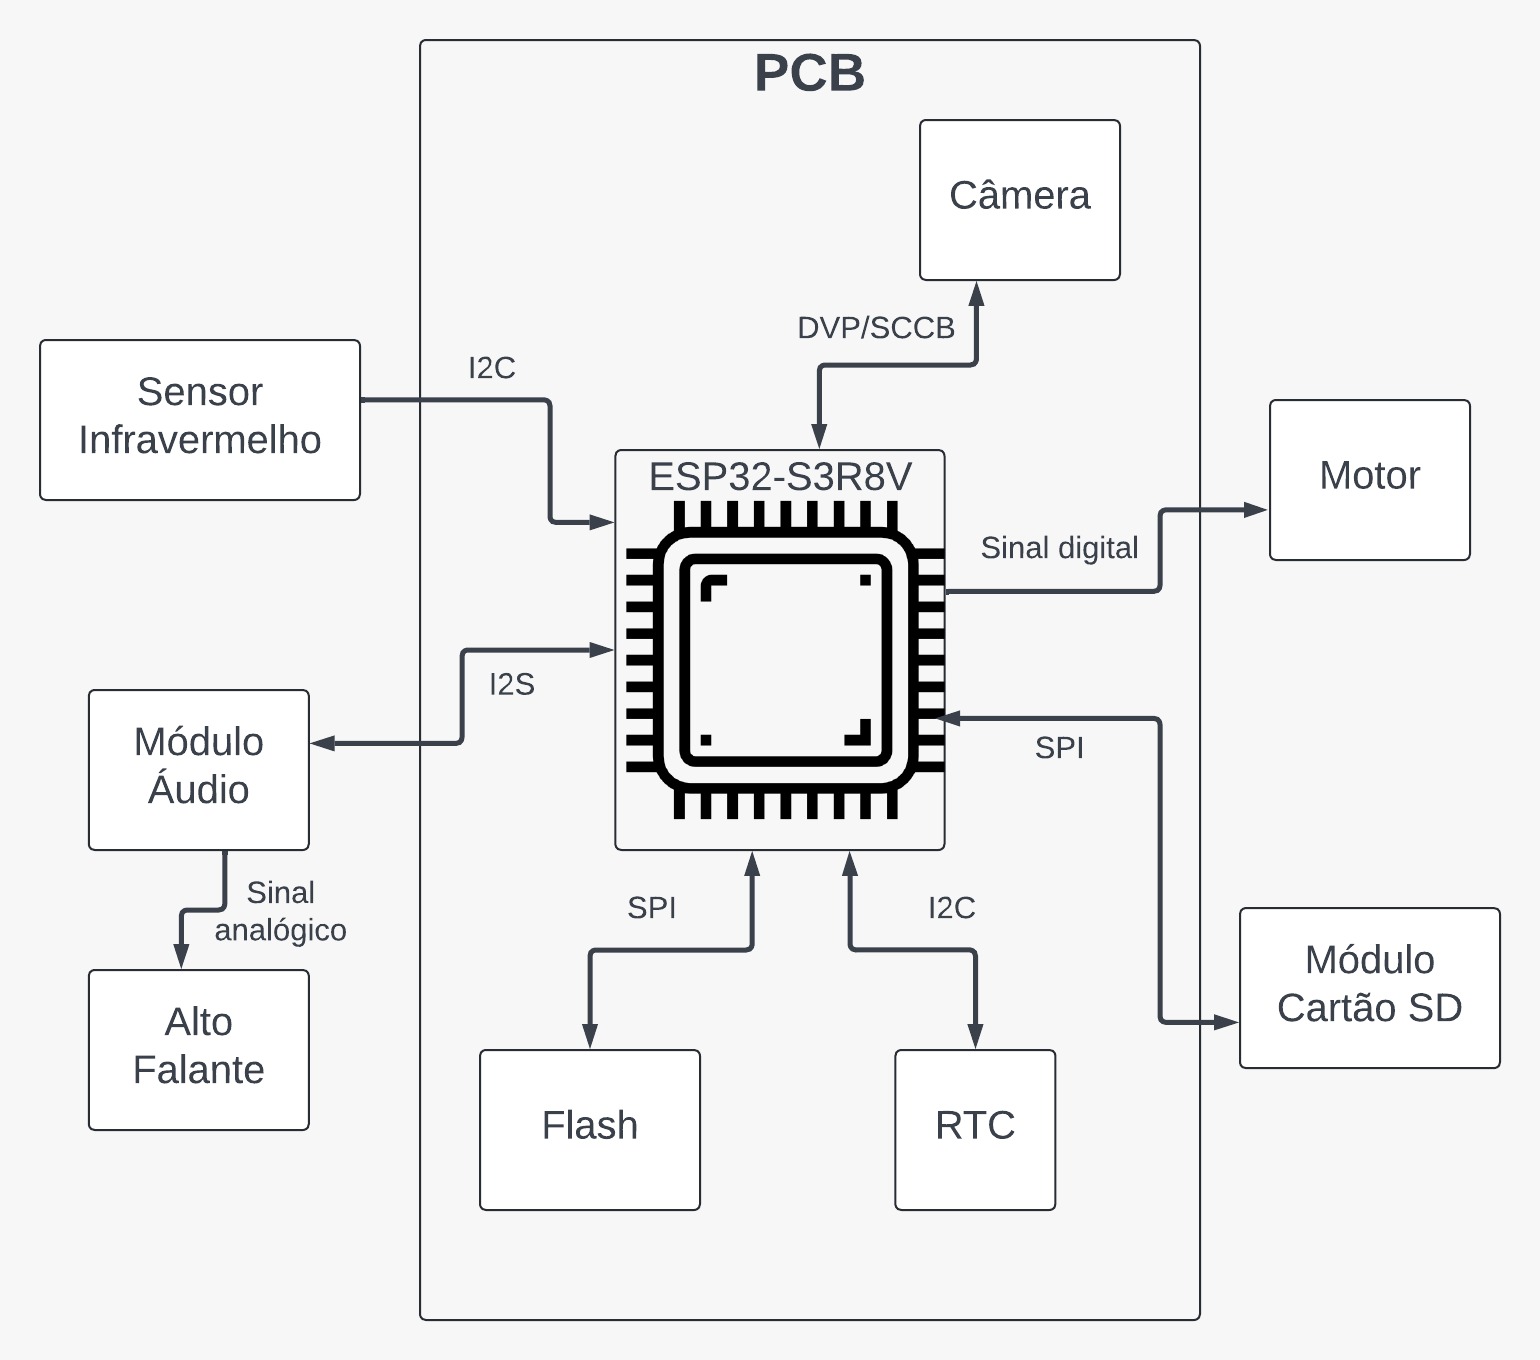 PCB
Câmera
DVP/SCCB
Sensor
Infravermelho
I2C
ESP32-S3R8V
Motor
Sinal digital
I2S
Módulo
Áudio
SPI
Sinal
analógico
SPI
I2C
Módulo
Cartão SD
Alto
Falante
Flash
RTC